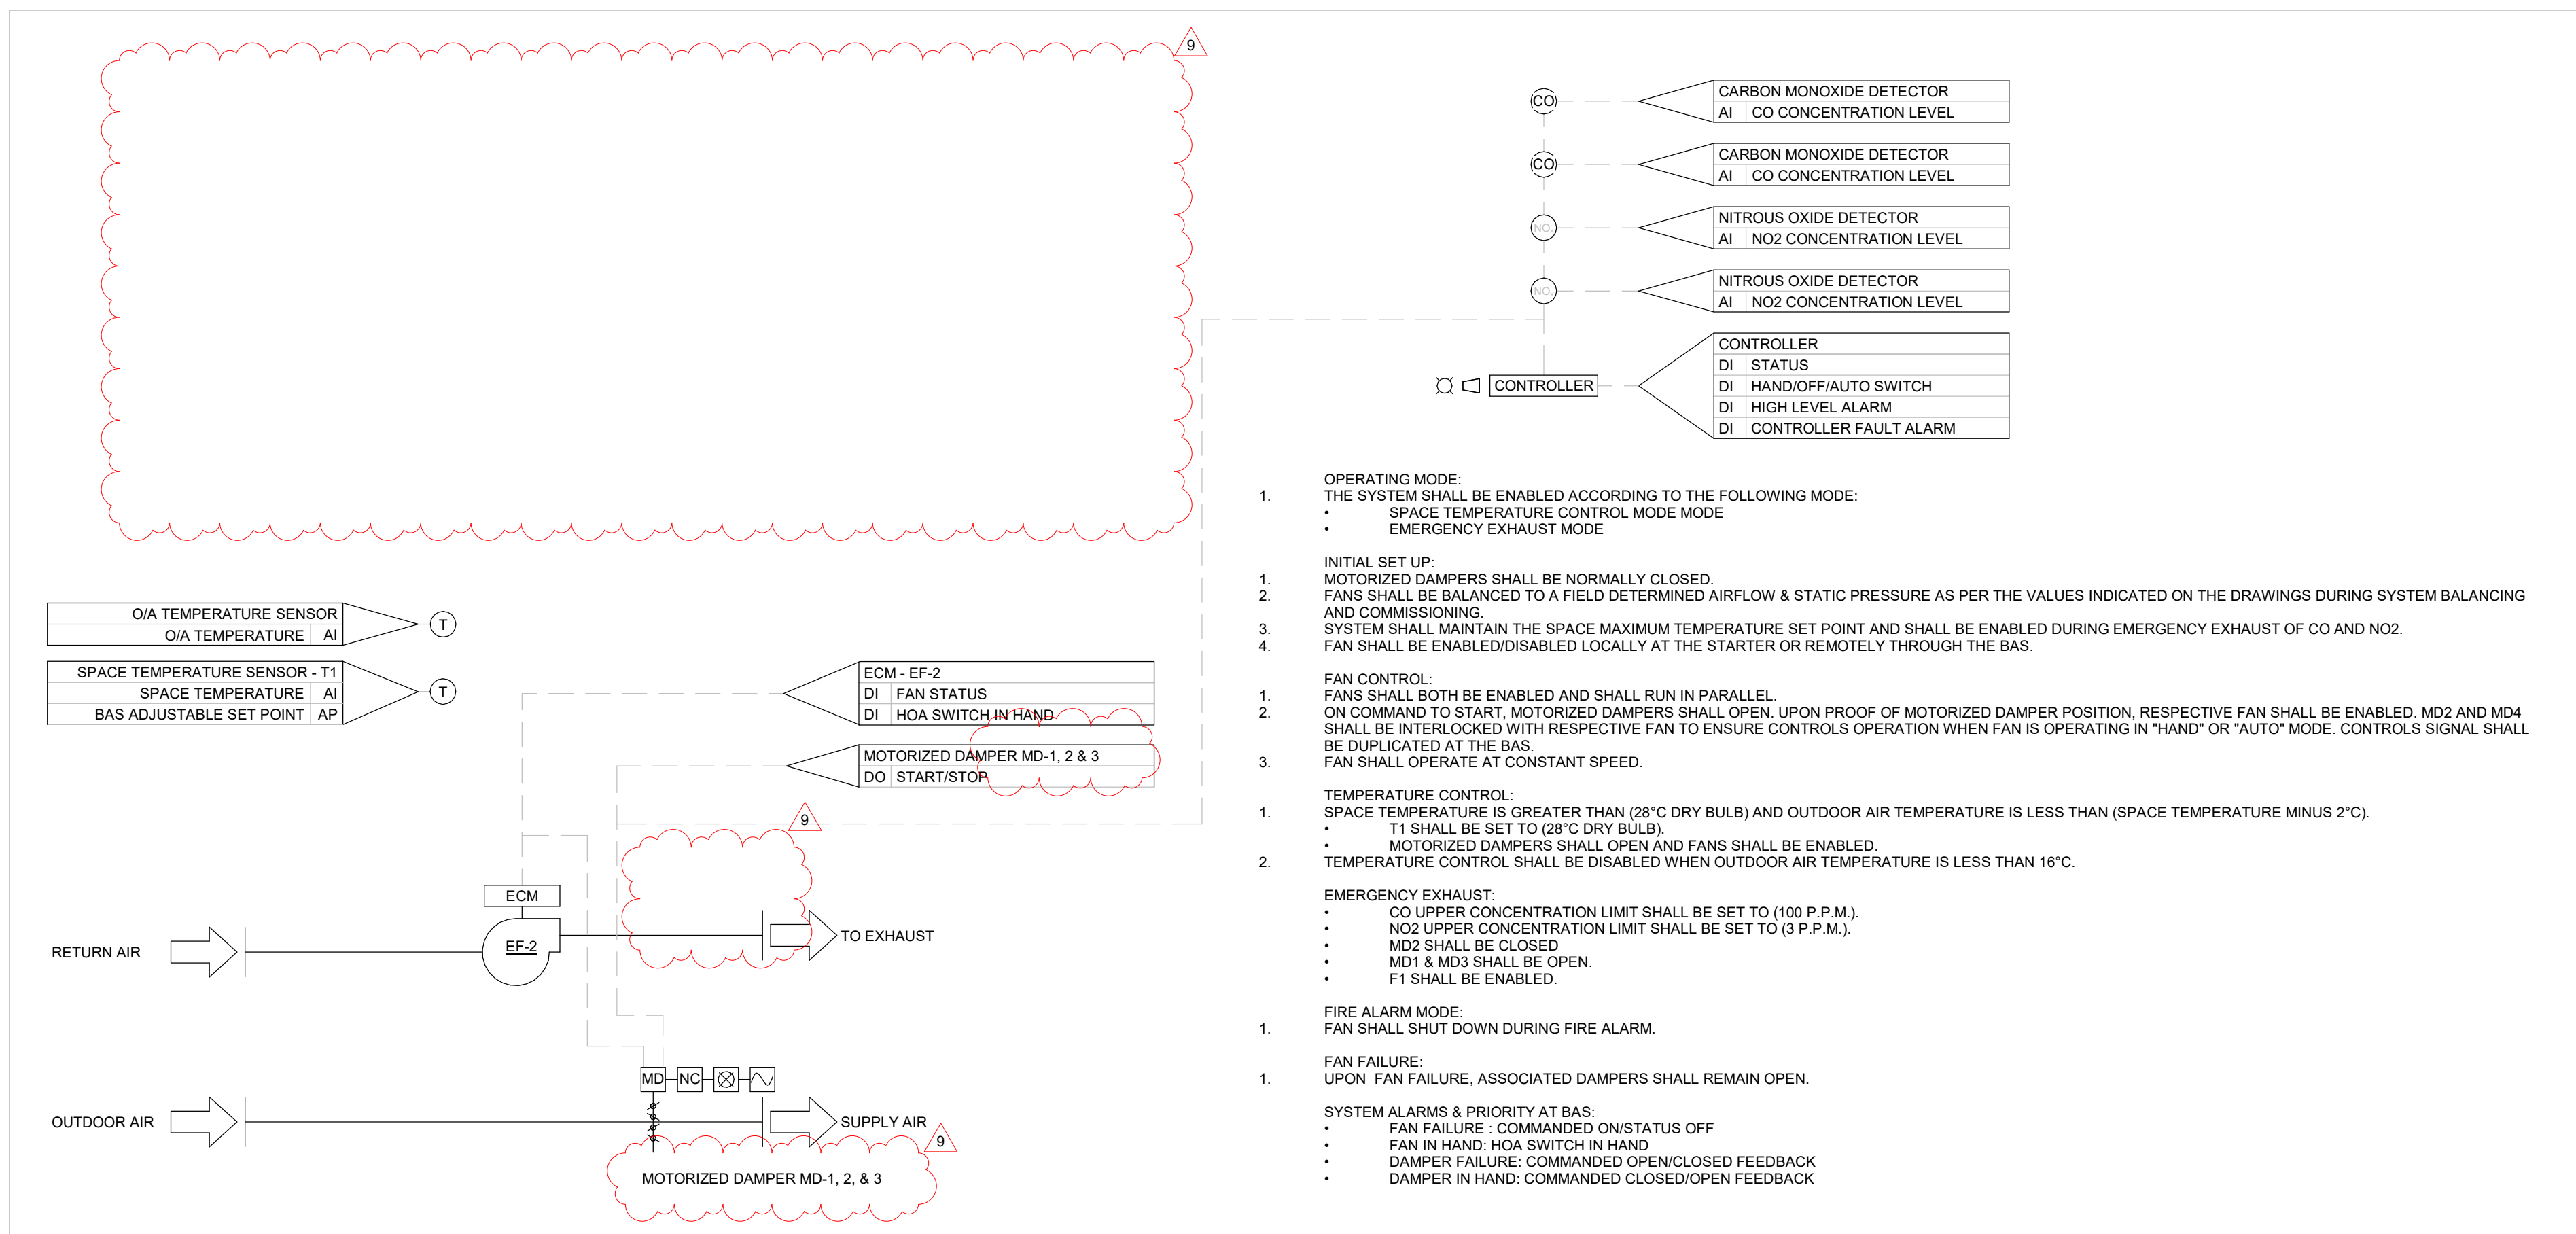 9
CO
CARBON MONOXIDE DETECTOR
AI CO CONCENTRATION LEVEL
CO
CARBON MONOXIDE DETECTOR
AI CO CONCENTRATION LEVEL
NOₓ
NITROUS OXIDE DETECTOR
AI NO2 CONCENTRATION LEVEL
NOₓ
NITROUS OXIDE DETECTOR
AI NO2 CONCENTRATION LEVEL
CONTROLLER
CONTROLLER
DI STATUS
DI HAND/OFF/AUTO SWITCH
DI HIGH LEVEL ALARM
DI CONTROLLER FAULT ALARM
O/A TEMPERATURE SENSOR
O/A TEMPERATURE AI
T
SPACE TEMPERATURE SENSOR - T1
SPACE TEMPERATURE AI
BAS ADJUSTABLE SET POINT AP
T
ECM - EF-2
DI FAN STATUS
DI HOA SWITCH IN HAND
MOTORIZED DAMPER MD-1, 2 & 3
DO START/STOP
9
ECM
EF-2
RETURN AIR
TO EXHAUST
MD NC
OUTDOOR AIR
SUPPLY AIR
9
MOTORIZED DAMPER MD-1, 2, & 3
OPERATING MODE:
1. THE SYSTEM SHALL BE ENABLED ACCORDING TO THE FOLLOWING MODE:
• SPACE TEMPERATURE CONTROL MODE MODE
• EMERGENCY EXHAUST MODE
INITIAL SET UP:
1. MOTORIZED DAMPERS SHALL BE NORMALLY CLOSED.
2. FANS SHALL BE BALANCED TO A FIELD DETERMINED AIRFLOW & STATIC PRESSURE AS PER THE VALUES INDICATED ON THE DRAWINGS DURING SYSTEM BALANCING
AND COMMISSIONING.
3. SYSTEM SHALL MAINTAIN THE SPACE MAXIMUM TEMPERATURE SET POINT AND SHALL BE ENABLED DURING EMERGENCY EXHAUST OF CO AND NO2.
4. FAN SHALL BE ENABLED/DISABLED LOCALLY AT THE STARTER OR REMOTELY THROUGH THE BAS.
FAN CONTROL:
1. FANS SHALL BOTH BE ENABLED AND SHALL RUN IN PARALLEL.
2. ON COMMAND TO START, MOTORIZED DAMPERS SHALL OPEN. UPON PROOF OF MOTORIZED DAMPER POSITION, RESPECTIVE FAN SHALL BE ENABLED. MD2 AND MD4
SHALL BE INTERLOCKED WITH RESPECTIVE FAN TO ENSURE CONTROLS OPERATION WHEN FAN IS OPERATING IN "HAND" OR "AUTO" MODE. CONTROLS SIGNAL SHALL
BE DUPLICATED AT THE BAS.
3. FAN SHALL OPERATE AT CONSTANT SPEED.
TEMPERATURE CONTROL:
1. SPACE TEMPERATURE IS GREATER THAN (28°C DRY BULB) AND OUTDOOR AIR TEMPERATURE IS LESS THAN (SPACE TEMPERATURE MINUS 2°C).
• T1 SHALL BE SET TO (28°C DRY BULB).
• MOTORIZED DAMPERS SHALL OPEN AND FANS SHALL BE ENABLED.
2. TEMPERATURE CONTROL SHALL BE DISABLED WHEN OUTDOOR AIR TEMPERATURE IS LESS THAN 16°C.
EMERGENCY EXHAUST:
• CO UPPER CONCENTRATION LIMIT SHALL BE SET TO (100 P.P.M.).
• NO2 UPPER CONCENTRATION LIMIT SHALL BE SET TO (3 P.P.M.).
• MD2 SHALL BE CLOSED
• MD1 & MD3 SHALL BE OPEN.
• F1 SHALL BE ENABLED.
FIRE ALARM MODE:
1. FAN SHALL SHUT DOWN DURING FIRE ALARM.
FAN FAILURE:
1. UPON FAN FAILURE, ASSOCIATED DAMPERS SHALL REMAIN OPEN.
SYSTEM ALARMS & PRIORITY AT BAS:
• FAN FAILURE : COMMANDED ON/STATUS OFF
• FAN IN HAND: HOA SWITCH IN HAND
• DAMPER FAILURE: COMMANDED OPEN/CLOSED FEEDBACK
• DAMPER IN HAND: COMMANDED CLOSED/OPEN FEEDBACK